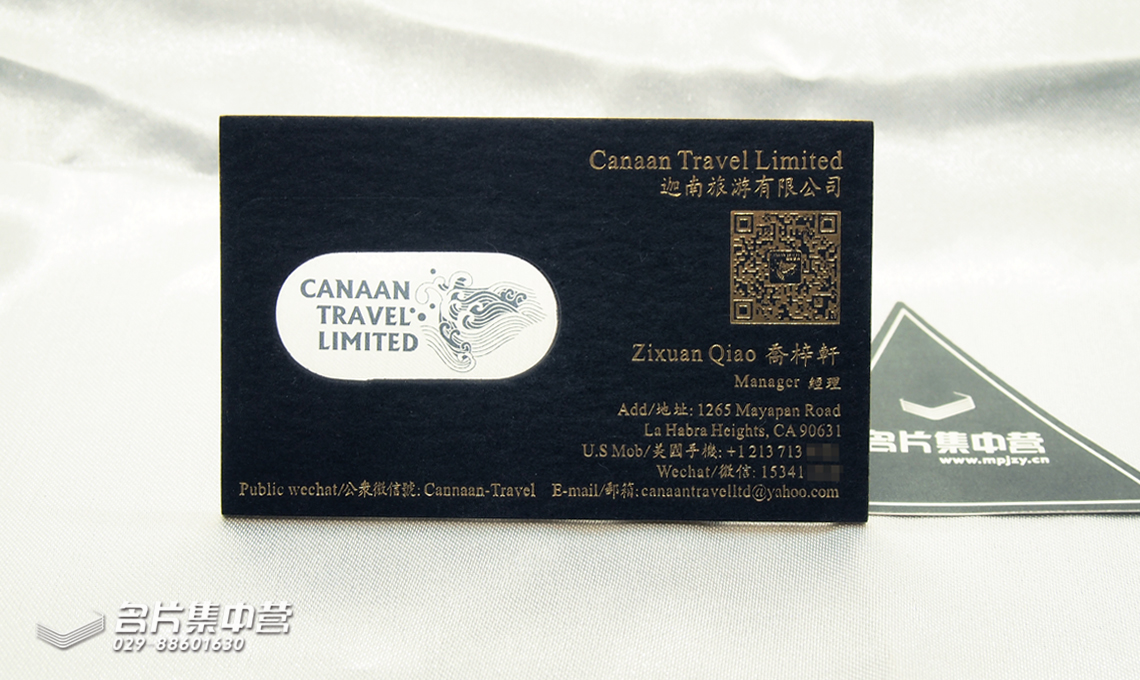 Canaan Travel Limited
迦南旅游有限公司
CANAAN
TRAVEL
LIMITED
Zixuan Qiao 喬梓軒
Manager 經理
Add/地址: 1265 Mayapan Road
La Habra Heights, CA 90631
U.S Mob/美國手機: +1 213 713
Wechat/微信: 15341
Public wechat/公衆微信號: Cannaan-Travel E-mail/郵箱: canaantravelltd@yahoo.com
名片集中营
www.mpjzy.cn
名片集中营
029-88601630